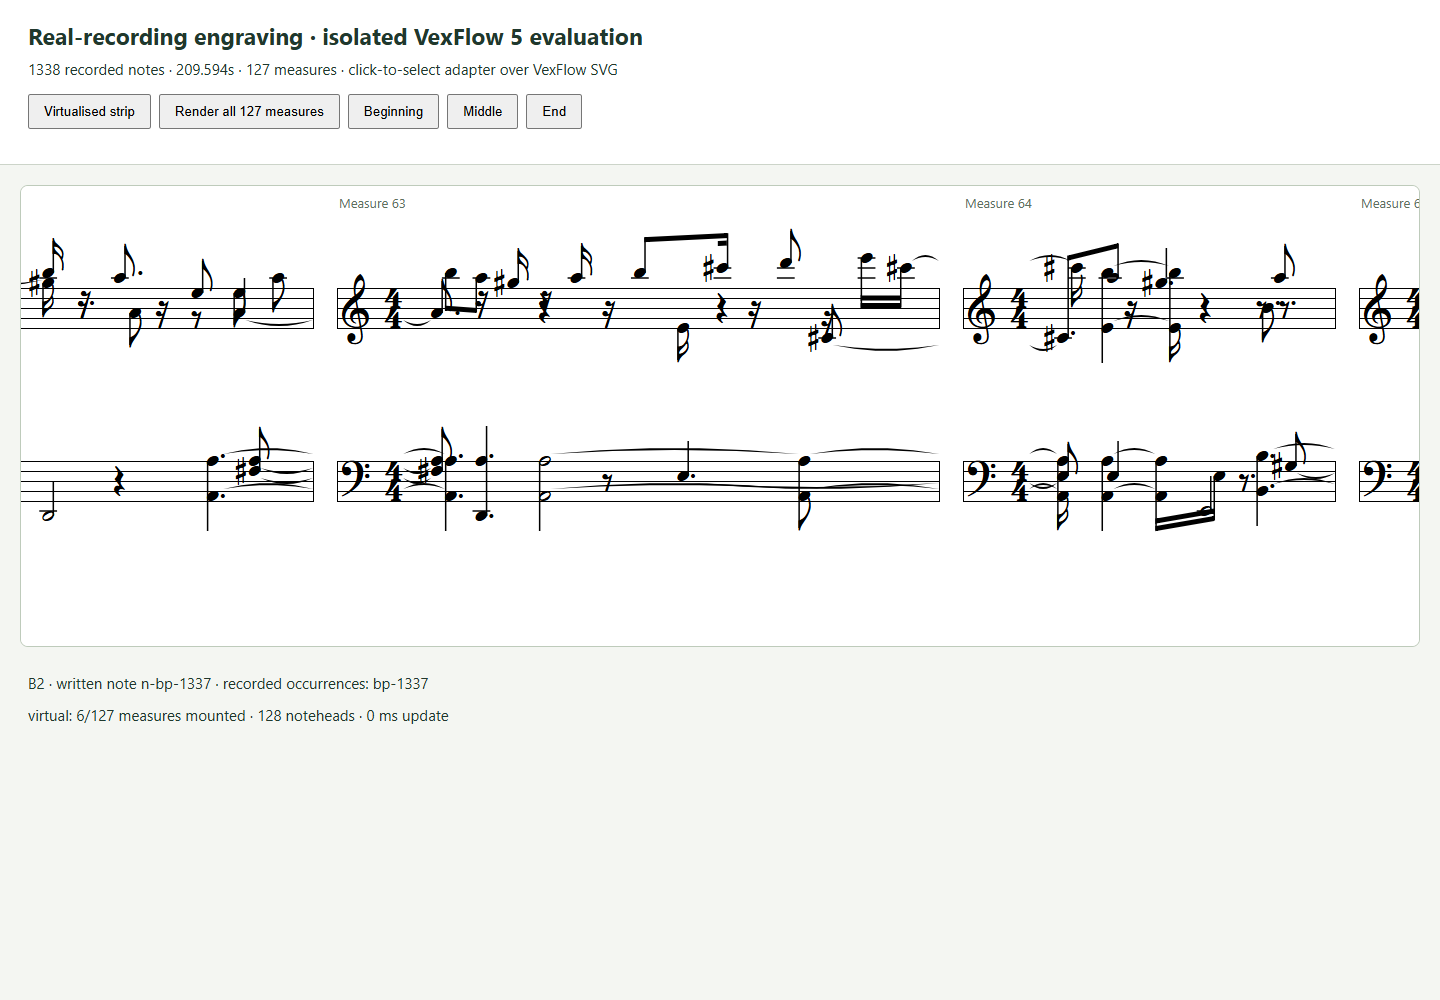 Real-recording engraving · isolated VexFlow 5 evaluation
1338 recorded notes · 209.594s · 127 measures · click-to-select adapter over VexFlow SVG
Virtualised strip Render all 127 measures Beginning Middle End
Measure 63 Measure 64 Measure 6
B2 · written note n-bp-1337 · recorded occurrences: bp-1337
virtual: 6/127 measures mounted · 128 noteheads · 0 ms update